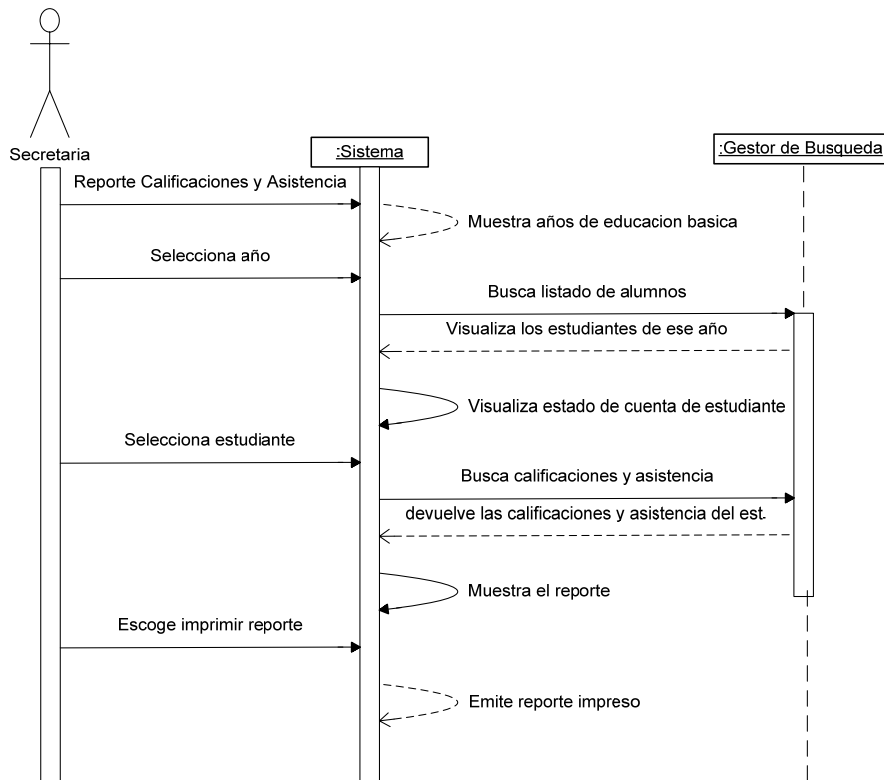 Secretaria
:Sistema
:Gestor de Busqueda
Reporte Calificaciones y Asistencia
Muestra años de educacion basica
Selecciona año
Busca listado de alumnos
Visualiza los estudiantes de ese año
Visualiza estado de cuenta de estudiante
Selecciona estudiante
Busca calificaciones y asistencia
devuelve las calificaciones y asistencia del est.
Muestra el reporte
Escoge imprimir reporte
Emite reporte impreso